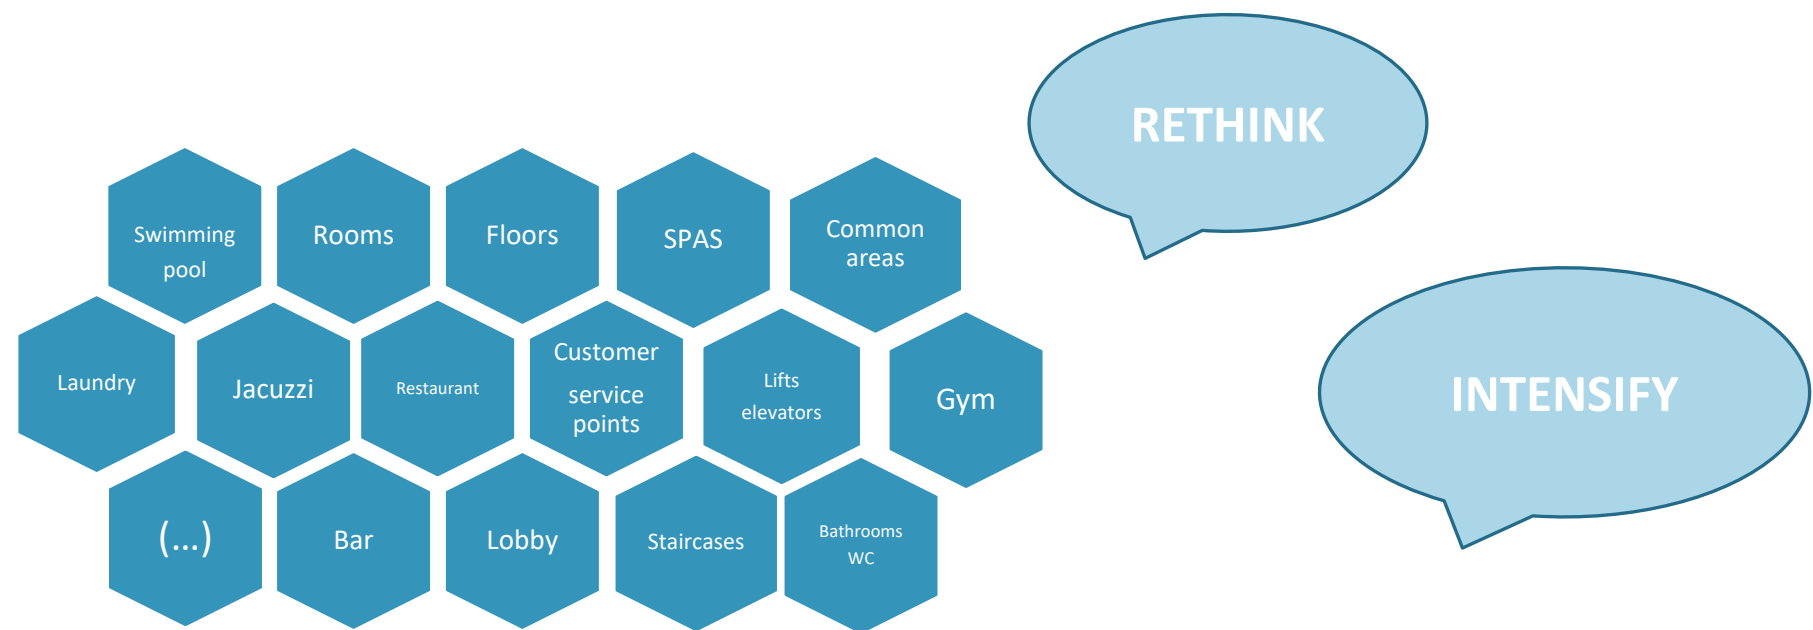 RETHINK
Swimming
pool
Rooms
Floors
SPAS
Common
areas
Laundry
Jacuzzi
Restaurant
Customer
service
points
Lifts
elevators
Gym
INTENSIFY
(...)
Bar
Lobby
Staircases
Bathrooms
WC